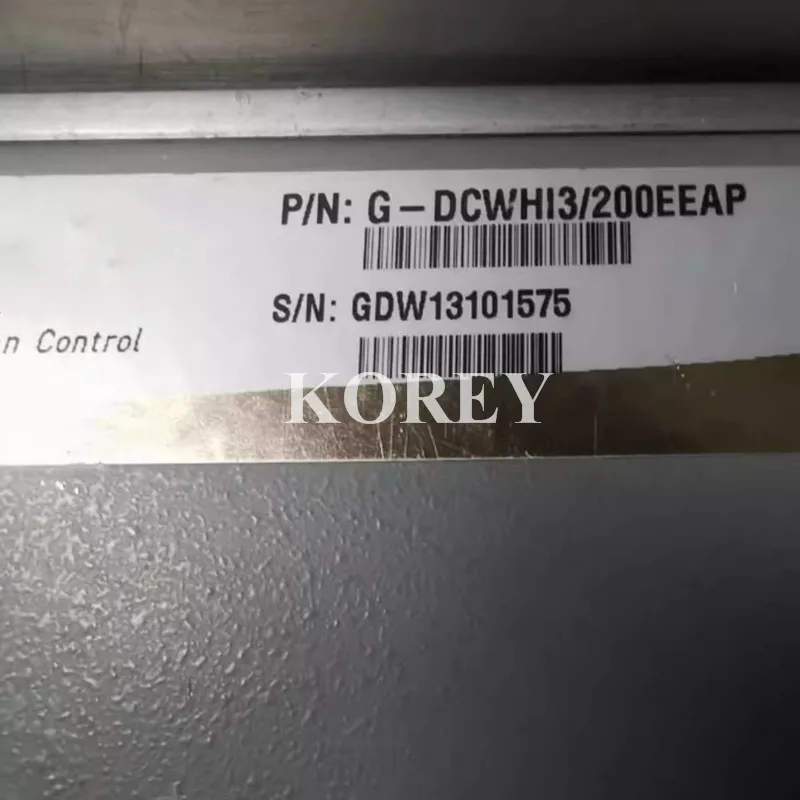 P/N: G-DCWHI3/200EEAP
S/N: GDW13101575
n Control
KOREY